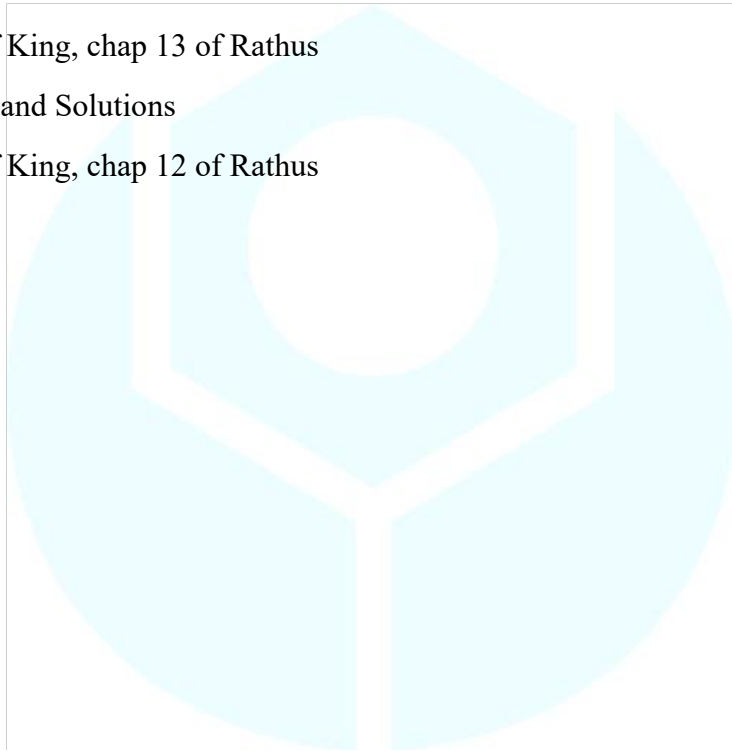 King, chap 13 of Rathus
and Solutions
King, chap 12 of Rathus